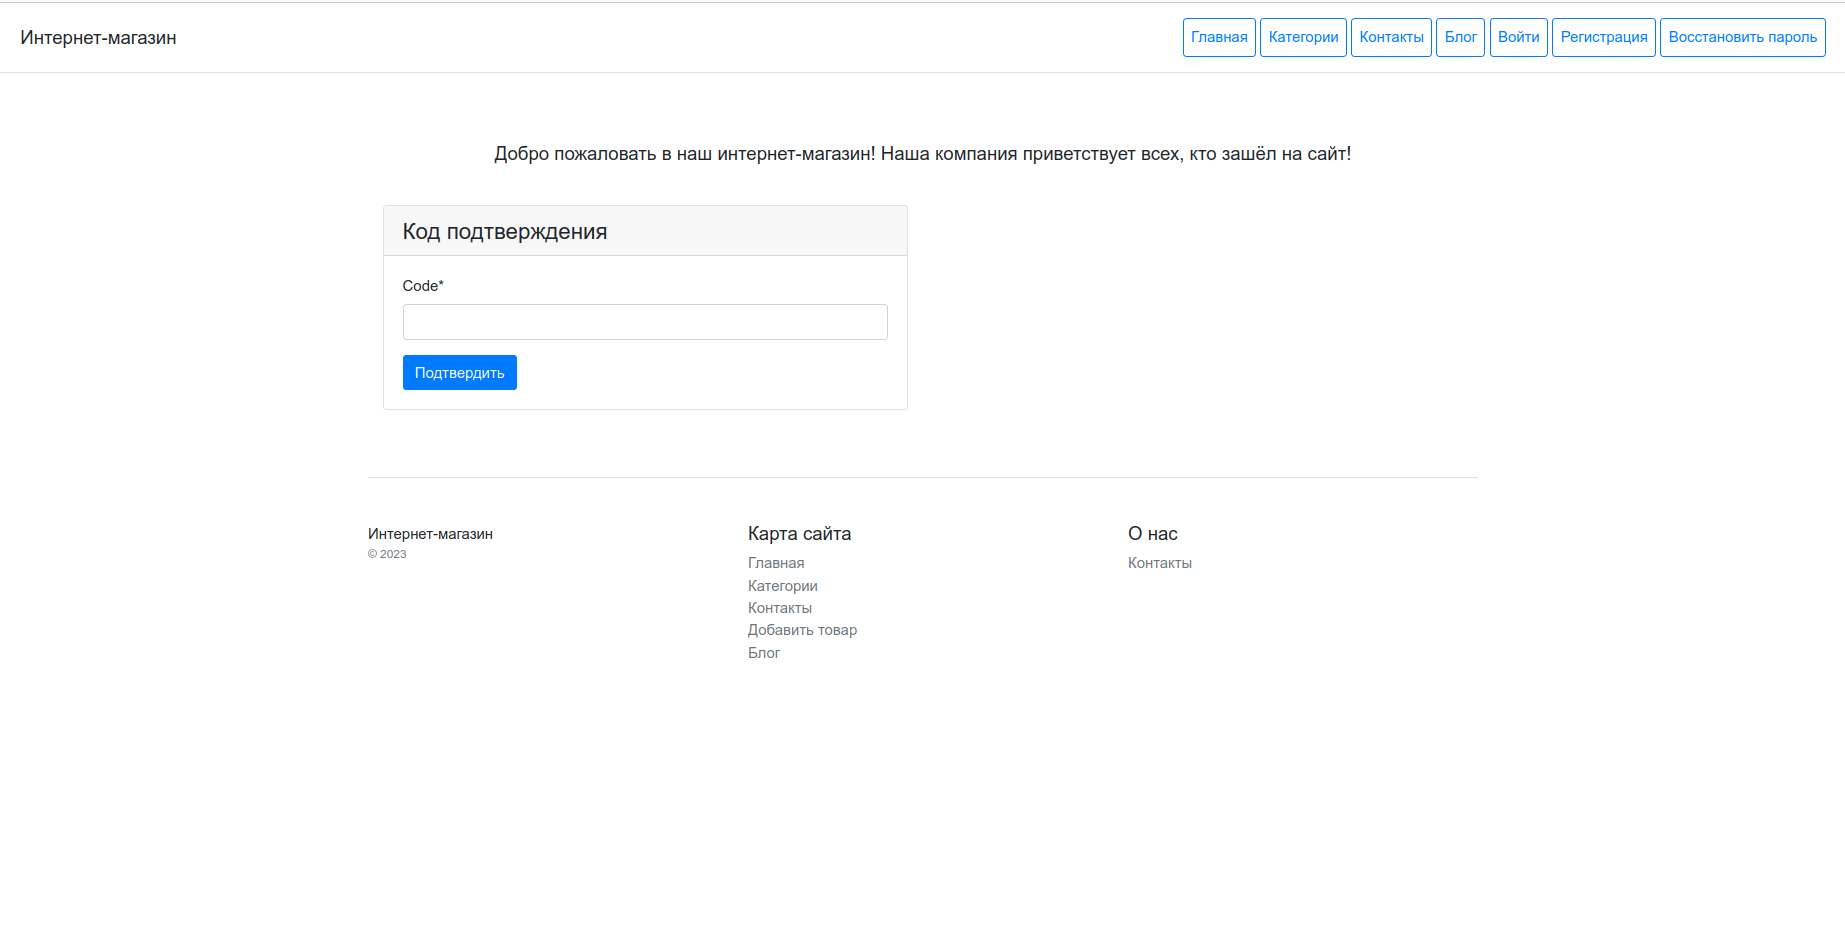 Интернет-магазин
Главная Категории Контакты Блог Войти Регистрация Восстановить пароль
Добро пожаловать в наш интернет-магазин! Наша компания приветствует всех, кто зашёл на сайт!
Код подтверждения
Code*
Подтвердить
Интернет-магазин
© 2023
Карта сайта
Главная
Категории
Контакты
Добавить товар
Блог
О нас
Контакты